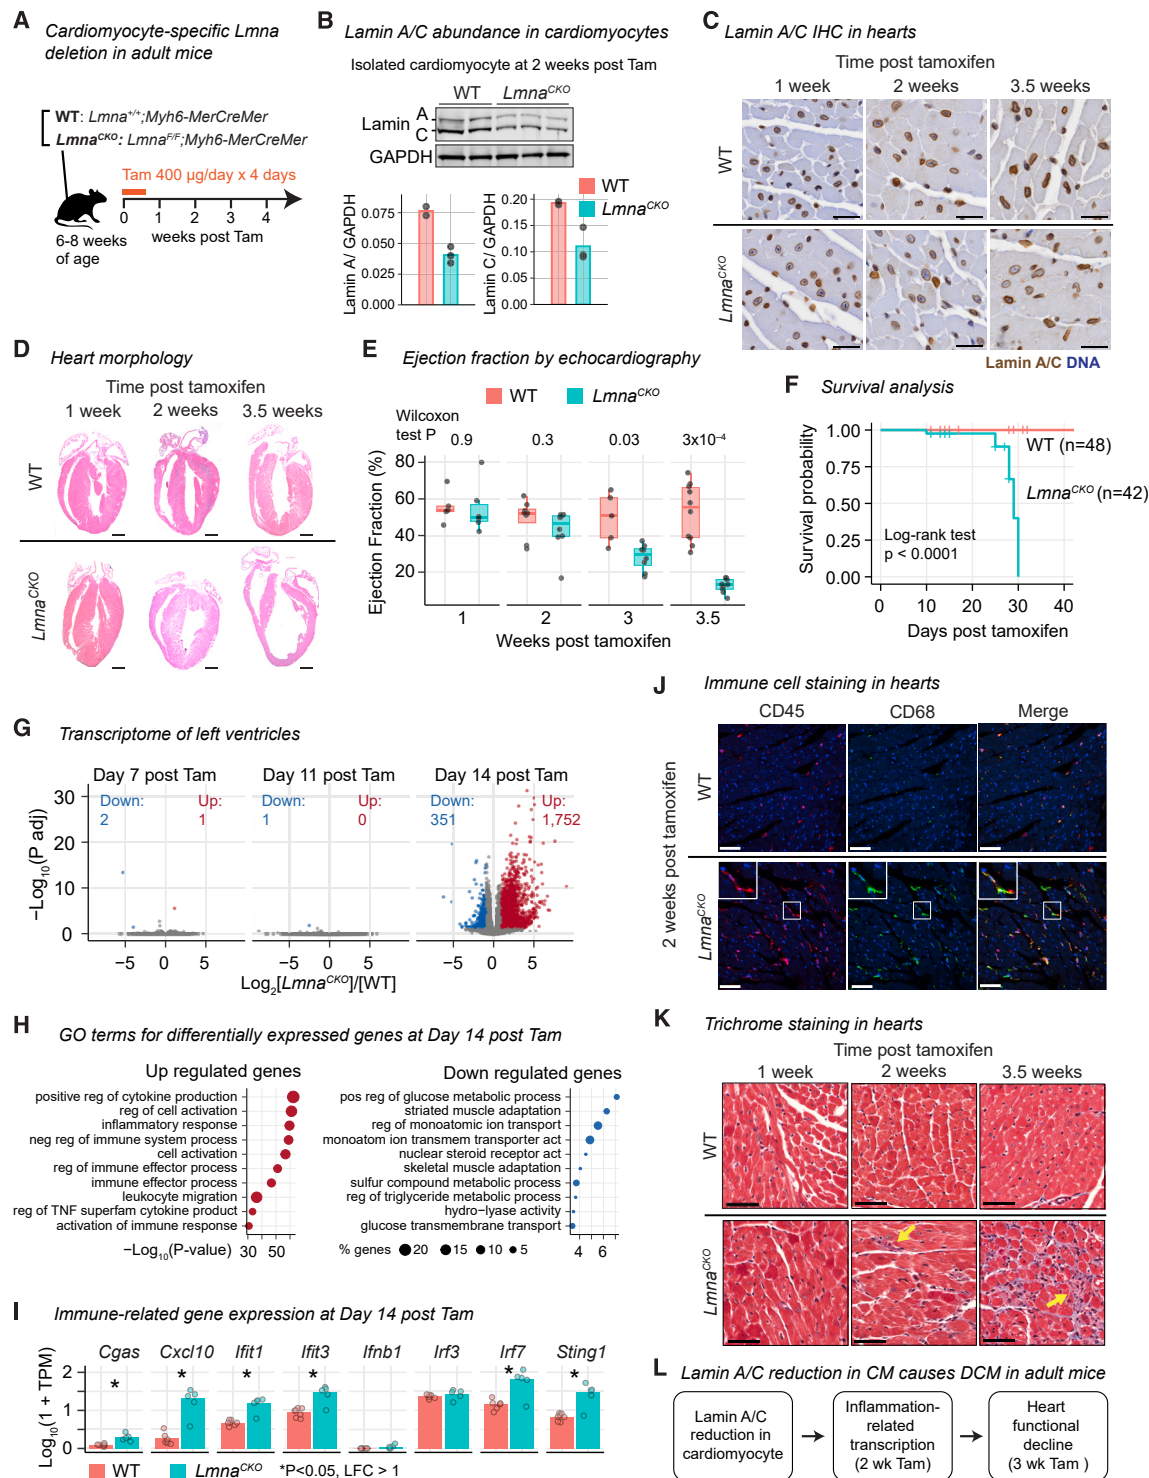 A Cardiomyocyte-specific Lmna
deletion in adult mice
WT: Lmna+/+;Myh6-MerCreMer
LmnaCKO: LmnaF/F;Myh6-MerCreMer
Tam 400 µg/day x 4 days
0 1 2 3 4
weeks post Tam
6-8 weeks
of age
B Lamin A/C abundance in cardiomyocytes
Isolated cardiomyocyte at 2 weeks post Tam
WT LmnaCKO
Lamin A
C
GAPDH
WT
LmnaCKO
Lamin A/ GAPDH
0.075
0.050
0.025
0.000
Lamin C/ GAPDH
0.20
0.15
0.10
0.05
0.00
C Lamin A/C IHC in hearts
Time post tamoxifen
1 week 2 weeks 3.5 weeks
WT
LmnaCKO
Lamin A/C DNA
D Heart morphology
Time post tamoxifen
1 week 2 weeks 3.5 weeks
WT
LmnaCKO
E Ejection fraction by echocardiography
WT LmnaCKO
Wilcoxon
test P 0.9 0.3 0.03 3x10−4
Ejection Fraction (%)
80
60
40
20
1 2 3 3.5
Weeks post tamoxifen
F Survival analysis
Survival probability
1.00
0.75
0.50
0.25
0.00
WT (n=48)
LmnaCKO (n=42)
Log-rank test
p < 0.0001
0 10 20 30 40
Days post tamoxifen
G Transcriptome of left ventricles
Day 7 post Tam Day 11 post Tam Day 14 post Tam
Down: Up: Down: Up: Down: Up:
2 1 1 0 351 1,752
−Log10(P adj)
30
20
10
0
−5 0 5 −5 0 5 −5 0 5
Log2[LmnaCKO]/[WT]
H GO terms for differentially expressed genes at Day 14 post Tam
Up regulated genes
positive reg of cytokine production
reg of cell activation
inflammatory response
neg reg of immune system process
cell activation
reg of immune effector process
immune effector process
leukocyte migration
reg of TNF superfam cytokine product
activation of immune response
−Log10(P-value) 30 50
Down regulated genes
pos reg of glucose metabolic process
striated muscle adaptation
reg of monoatomic ion transport
monoatom ion transmem transporter act
nuclear steroid receptor act
skeletal muscle adaptation
sulfur compound metabolic process
reg of triglyceride metabolic process
hydro-lyase activity
glucose transmembrane transport
% genes 20 15 10 5
4 6
I Immune-related gene expression at Day 14 post Tam
Cgas Cxcl10 Ifit1 Ifit3 Ifnb1 Irf3 Irf7 Sting1
* * * * * *
Log10(1 + TPM)
2
1
0
WT LmnaCKO *P<0.05, LFC > 1
J Immune cell staining in hearts
CD45 CD68 Merge
2 weeks post tamoxifen
WT
LmnaCKO
K Trichrome staining in hearts
Time post tamoxifen
1 week 2 weeks 3.5 weeks
WT
LmnaCKO
L Lamin A/C reduction in CM causes DCM in adult mice
Lamin A/C
reduction in
cardiomyocyte
Inflammation-
related
transcription
(2 wk Tam)
Heart
functional
decline
(3 wk Tam )